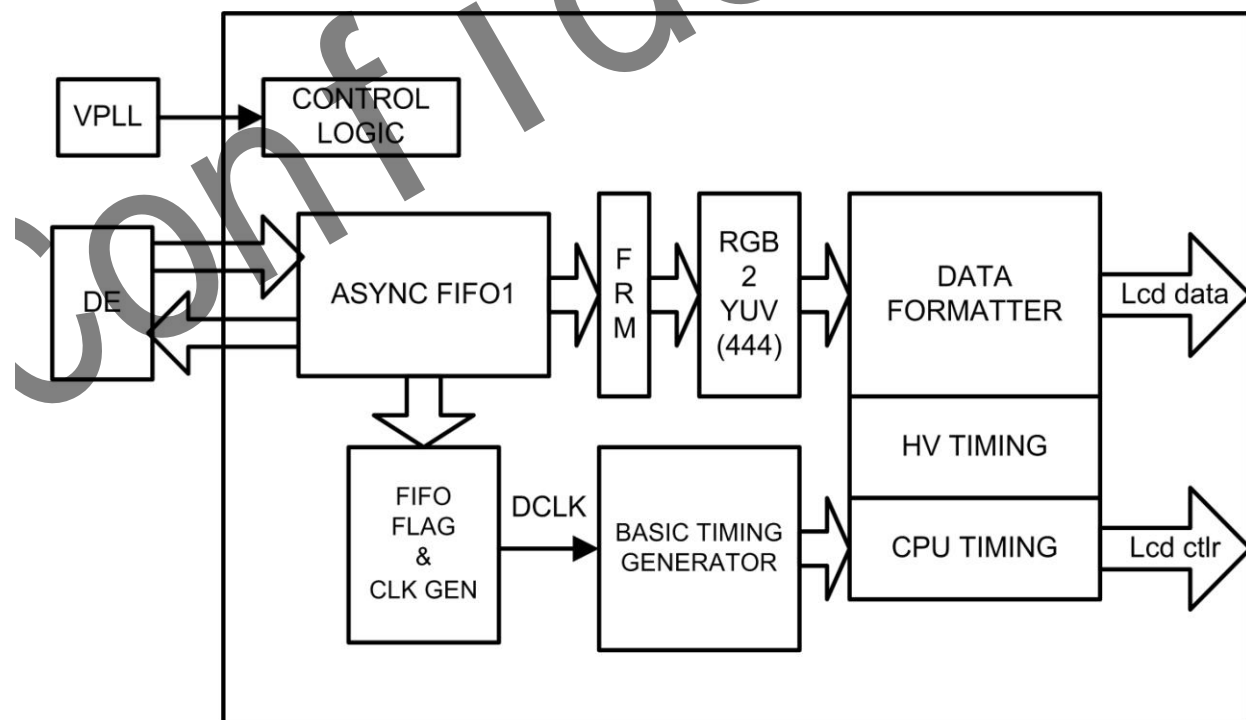 Confid
VPLL
CONTROL
LOGIC
DE
ASYNC FIFO1
F
R
M
RGB
2
YUV
(444)
DATA
FORMATTER
Lcd data
HV TIMING
FIFO
FLAG
&
CLK GEN
DCLK
BASIC TIMING
GENERATOR
CPU TIMING
Lcd ctlr